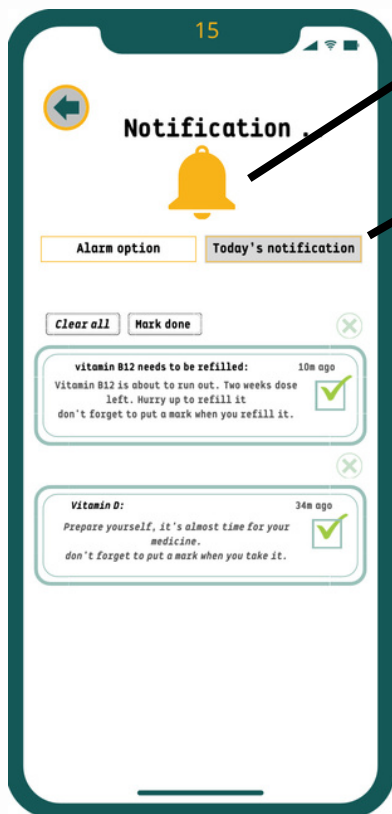 15
Notification .
Alarm option
Today's notification
Clear all
Mark done
vitamin B12 needs to be refilled:
10m ago
Vitamin B12 is about to run out. Two weeks dose
left. Hurry up to refill it
don't forget to put a mark when you refill it.
Vitamin D:
34m ago
Prepare yourself, it's almost time for your
medicine.
don't forget to put a mark when you take it.